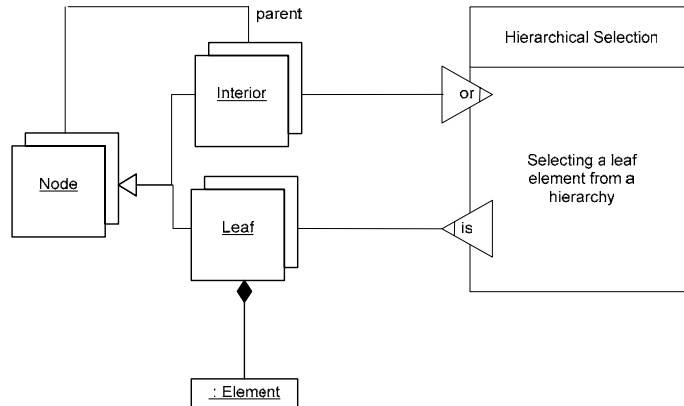 parent
Hierarchical Selection
Interior
or
Node
Selecting a leaf
element from a
hierarchy
Leaf
is
: Element